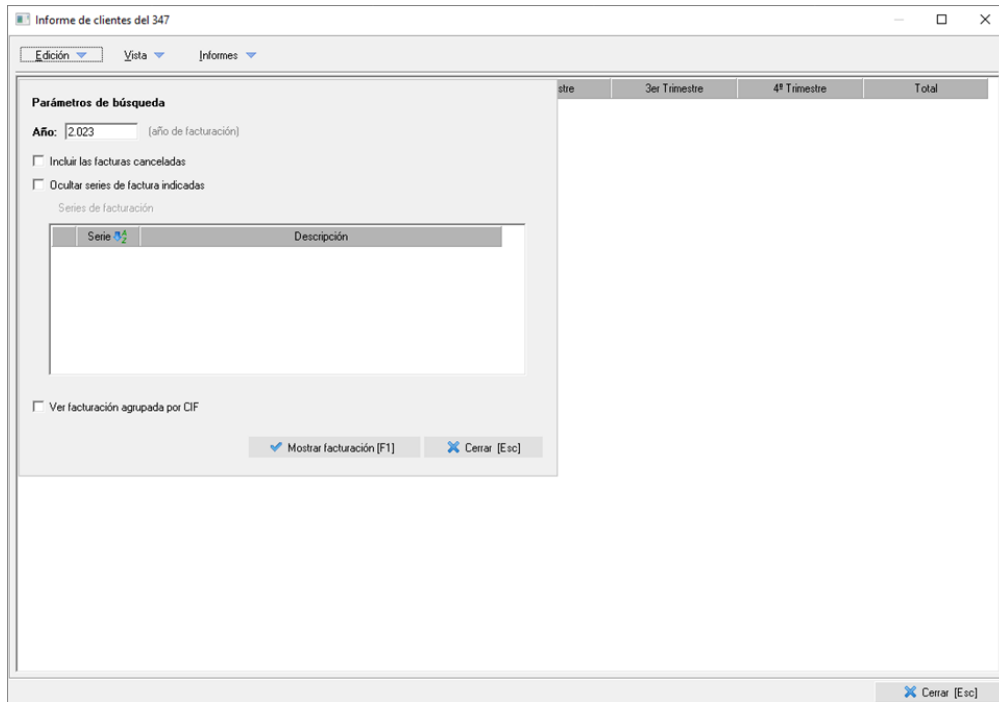 Informe de clientes del 347
Edición Vista Informes
stre 3er Trimestre 4º Trimestre Total
Parámetros de búsqueda
Año: 2.023 (año de facturación)
Incluir las facturas canceladas
Ocultar series de factura indicadas
Series de facturación
Serie Descripción
Ver facturación agrupada por CIF
Mostrar facturación [F1] Cerrar [Esc]
Cerrar [Esc]